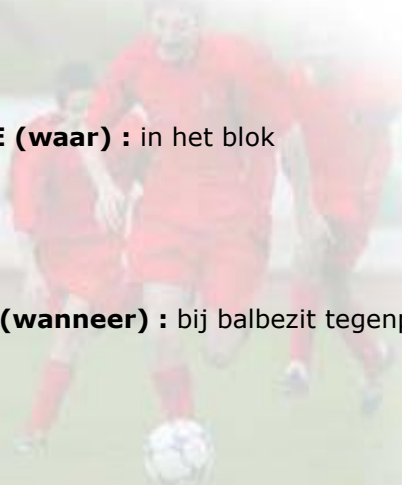 E (waar) : in het blok
(wanneer) : bij balbezit tegenp